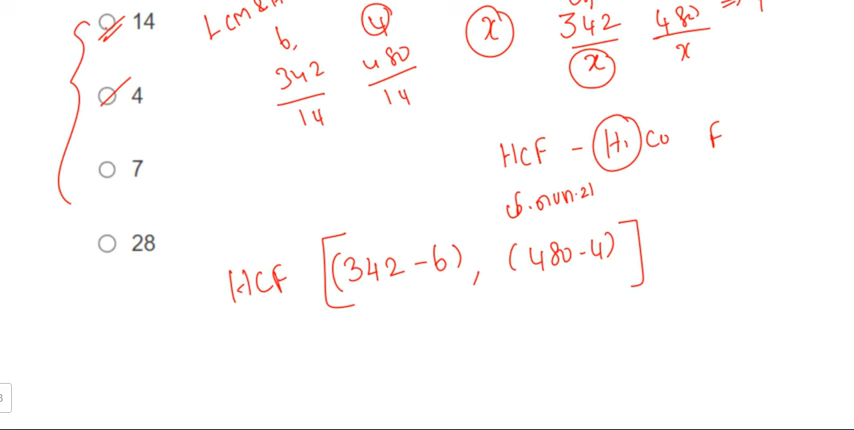 14
LCM &
6, 4 x 342 480
342/14 480/14 x x
4
HCF - Hi Co F
7
28
HCF [(342-6), (480-4)]